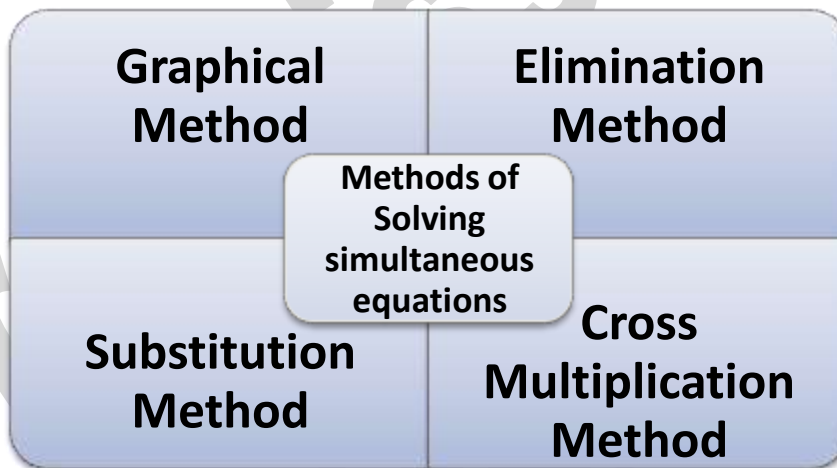 Graphical
Method
Elimination
Method
Methods of
Solving
simultaneous
equations
Substitution
Method
Cross
Multiplication
Method